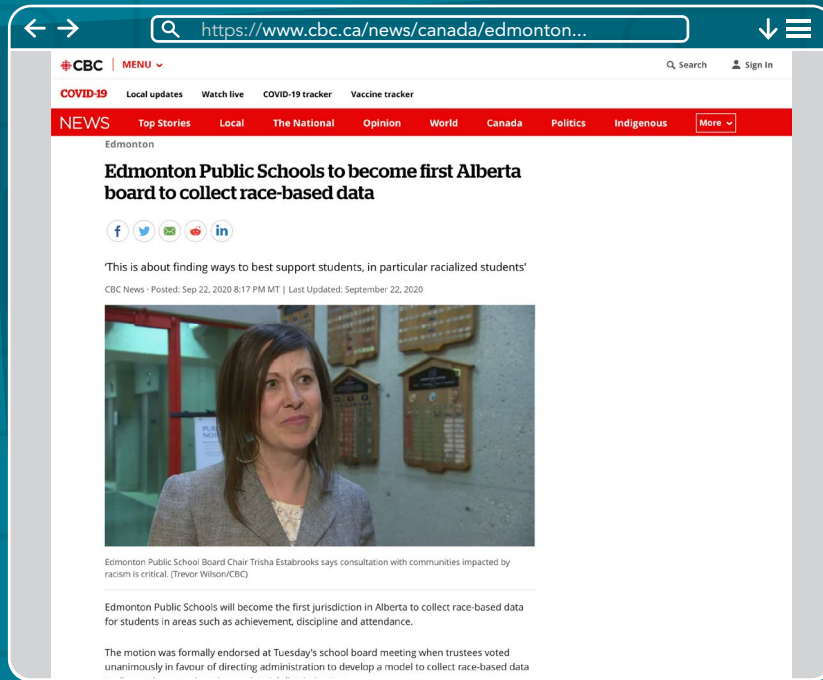 https://www.cbc.ca/news/canada/edmonton...
CBC MENU Search Sign In
COVID-19 Local updates Watch live COVID-19 tracker Vaccine tracker
NEWS Top Stories Local The National Opinion World Canada Politics Indigenous More
Edmonton
Edmonton Public Schools to become first Alberta
board to collect race-based data
'This is about finding ways to best support students, in particular racialized students'
CBC News · Posted: Sep 22, 2020 8:17 PM MT | Last Updated: September 22, 2020
Edmonton Public School Board Chair Trisha Estabrooks says consultation with communities impacted by
racism is critical. (Trevor Wilson/CBC)
Edmonton Public Schools will become the first jurisdiction in Alberta to collect race-based data
for students in areas such as achievement, discipline and attendance.
The motion was formally endorsed at Tuesday's school board meeting when trustees voted
unanimously in favour of directing administration to develop a model to collect race-based data